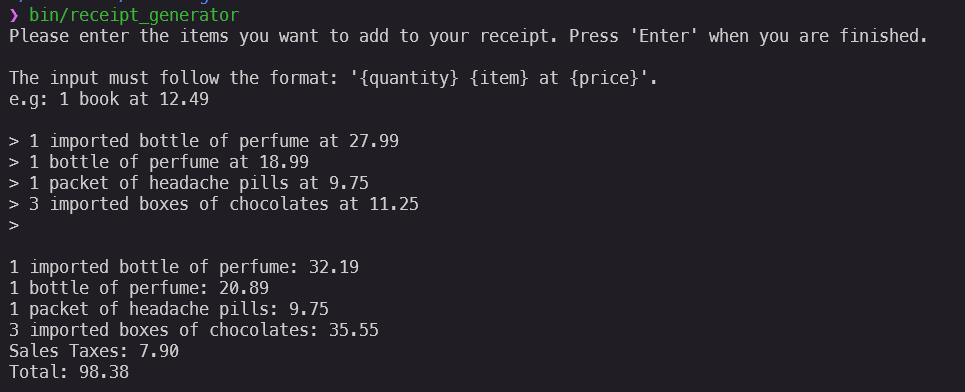 ❯ bin/receipt_generator
Please enter the items you want to add to your receipt. Press 'Enter' when you are finished.
The input must follow the format: '{quantity} {item} at {price}'.
e.g: 1 book at 12.49
> 1 imported bottle of perfume at 27.99
> 1 bottle of perfume at 18.99
> 1 packet of headache pills at 9.75
> 3 imported boxes of chocolates at 11.25
>
1 imported bottle of perfume: 32.19
1 bottle of perfume: 20.89
1 packet of headache pills: 9.75
3 imported boxes of chocolates: 35.55
Sales Taxes: 7.90
Total: 98.38